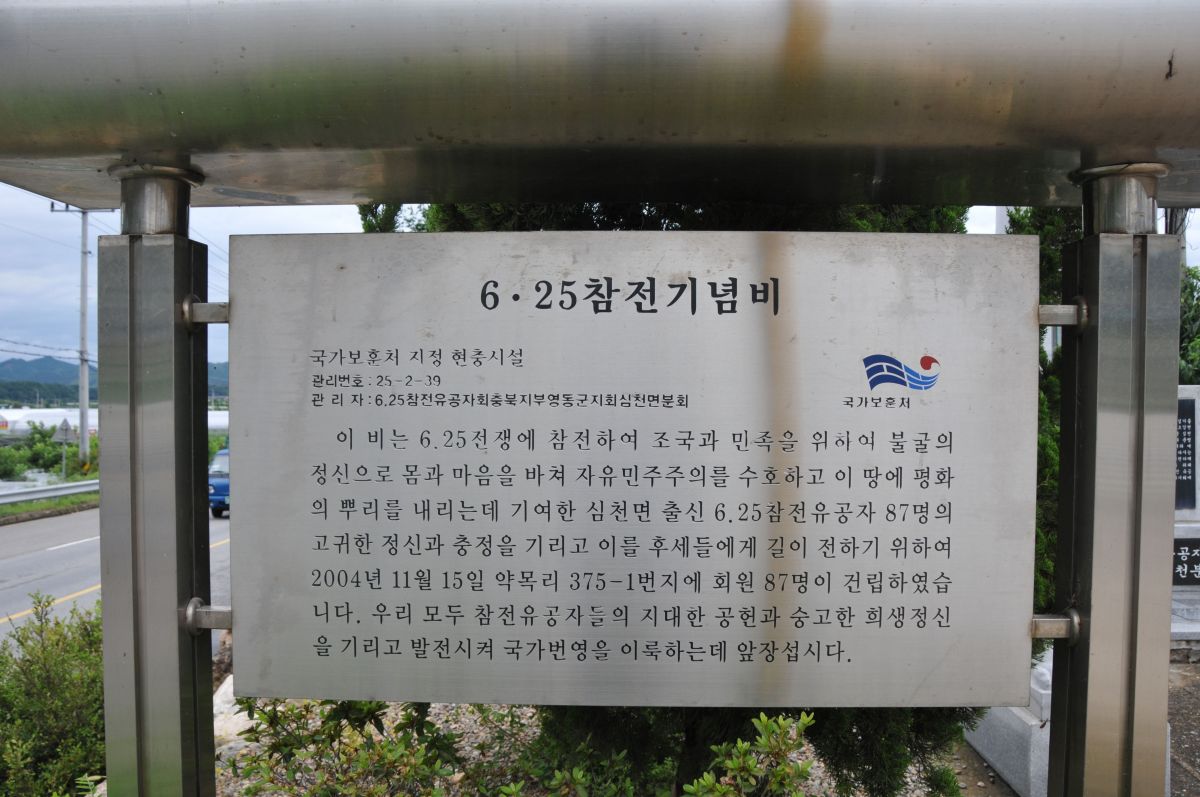 6·25참전기념비
국가보훈처 지정 현충시설
관리번호 : 25-2-39
관 리 자 : 6.25참전유공자회충북지부영동군지회심천면분회
국가보훈처
이 비는 6.25전쟁에 참전하여 조국과 민족을 위하여 불굴의
정신으로 몸과 마음을 바쳐 자유민주주의를 수호하고 이 땅에 평화
의 뿌리를 내리는데 기여한 심천면 출신 6.25참전유공자 87명의
고귀한 정신과 충정을 기리고 이를 후세들에게 길이 전하기 위하여
2004년 11월 15일 약목리 375-1번지에 회원 87명이 건립하였습
니다. 우리 모두 참전유공자들의 지대한 공헌과 숭고한 희생정신
을 기리고 발전시켜 국가번영을 이룩하는데 앞장섭시다.
공자
천분